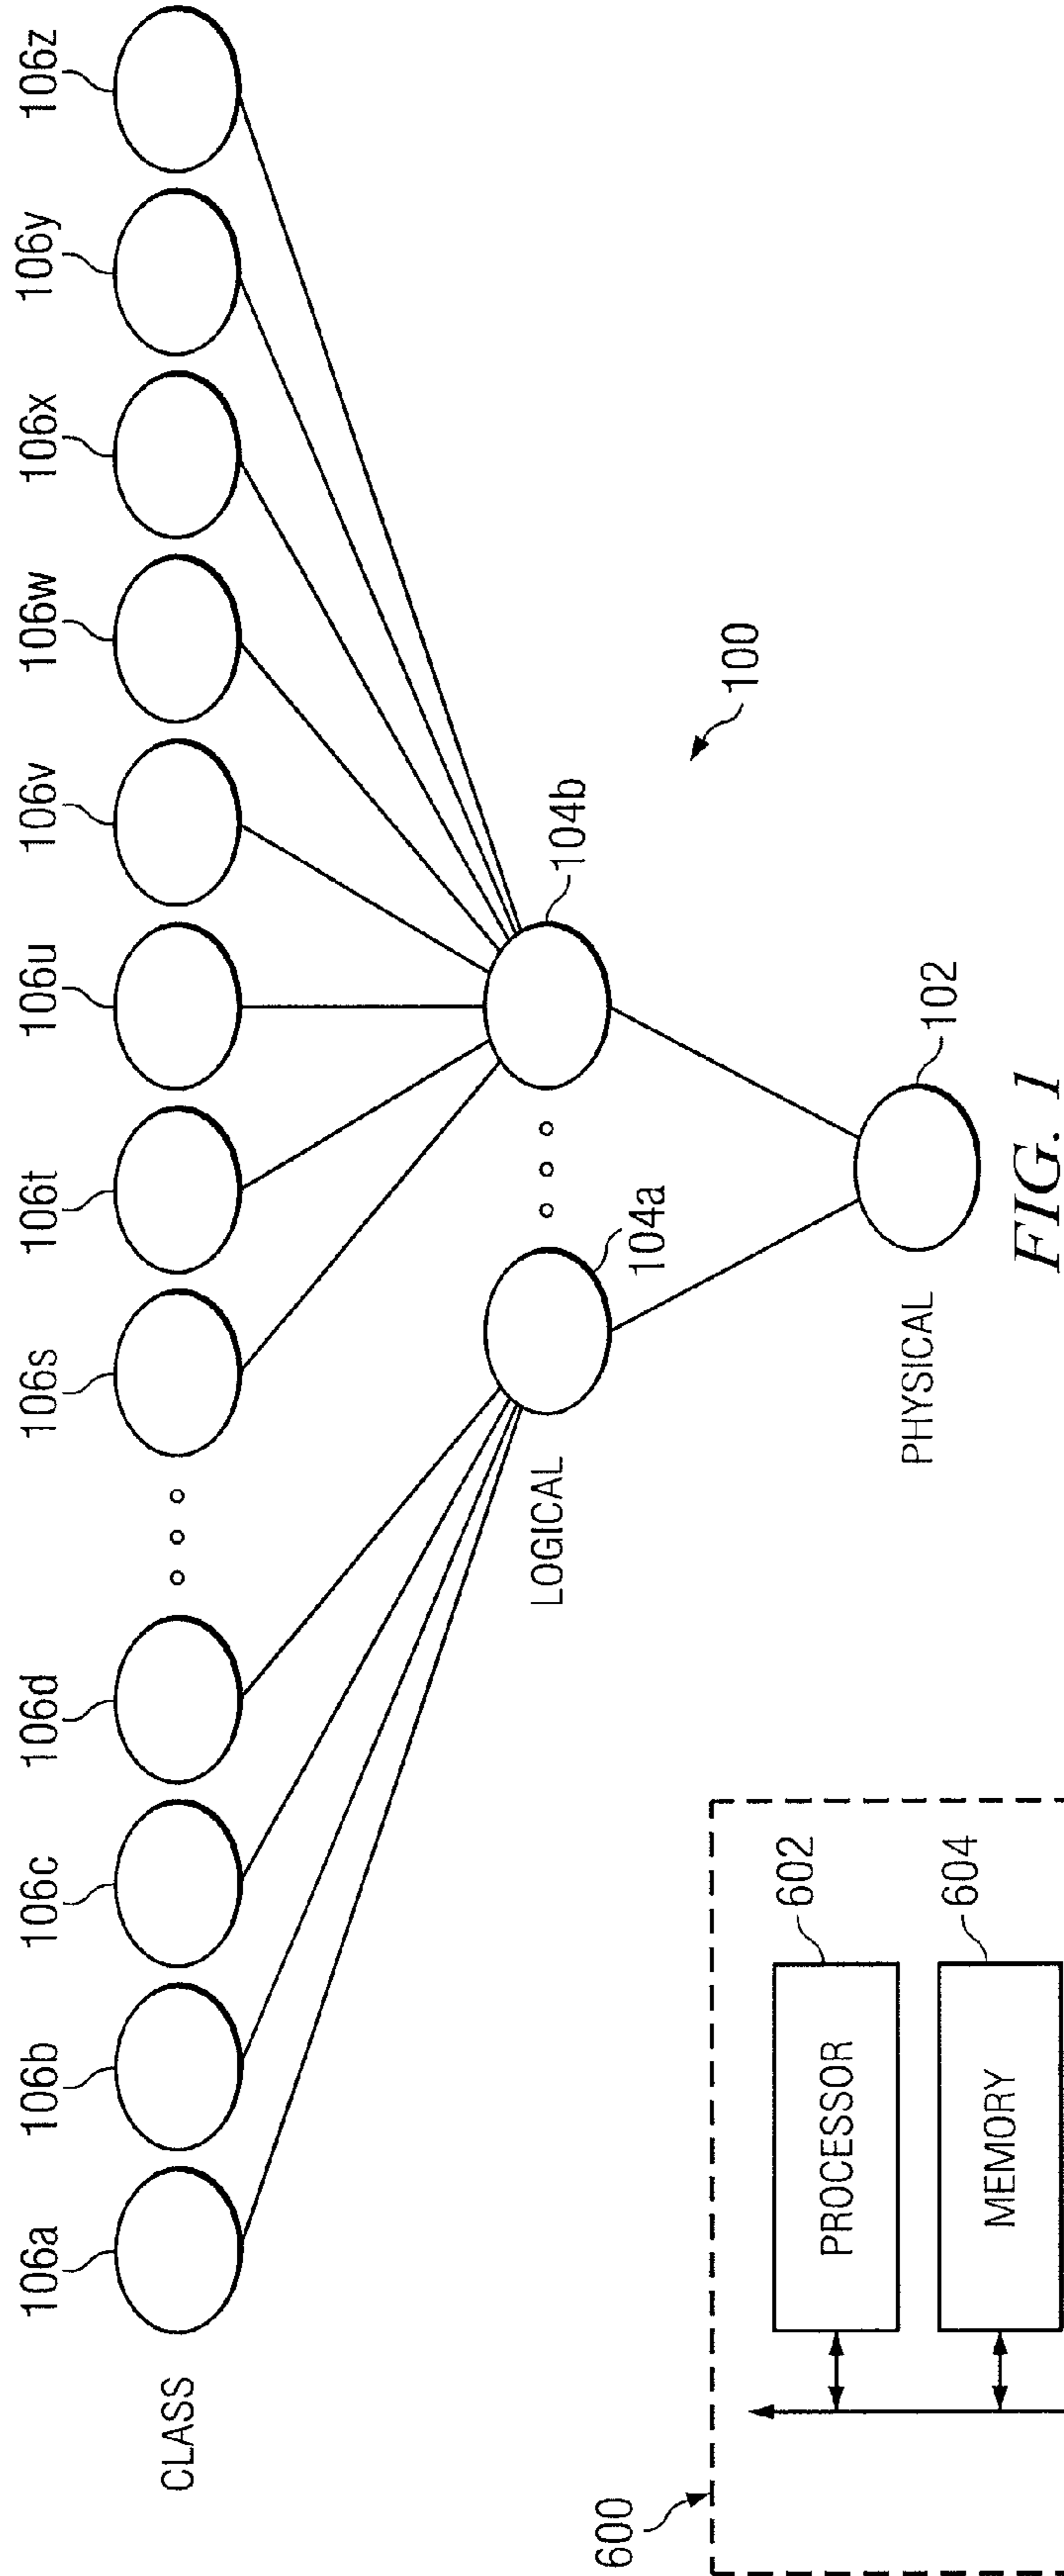 106a 106b 106c 106d 106s 106t 106u 106v 106w 106x 106y 106z
CLASS
104b
LOGICAL
104a
100
102
PHYSICAL
FIG. 1
600
602
PROCESSOR
604
MEMORY